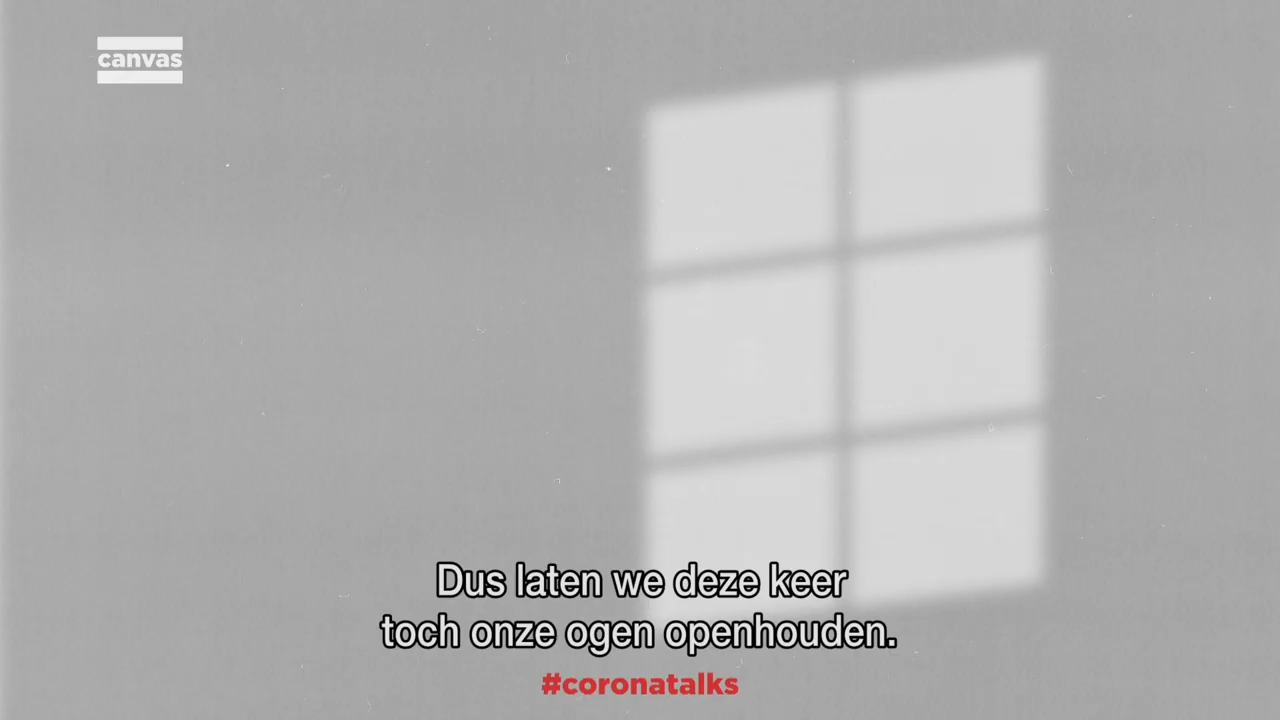 canvas
Dus laten we deze keer
toch onze ogen openhouden.
#coronatalks